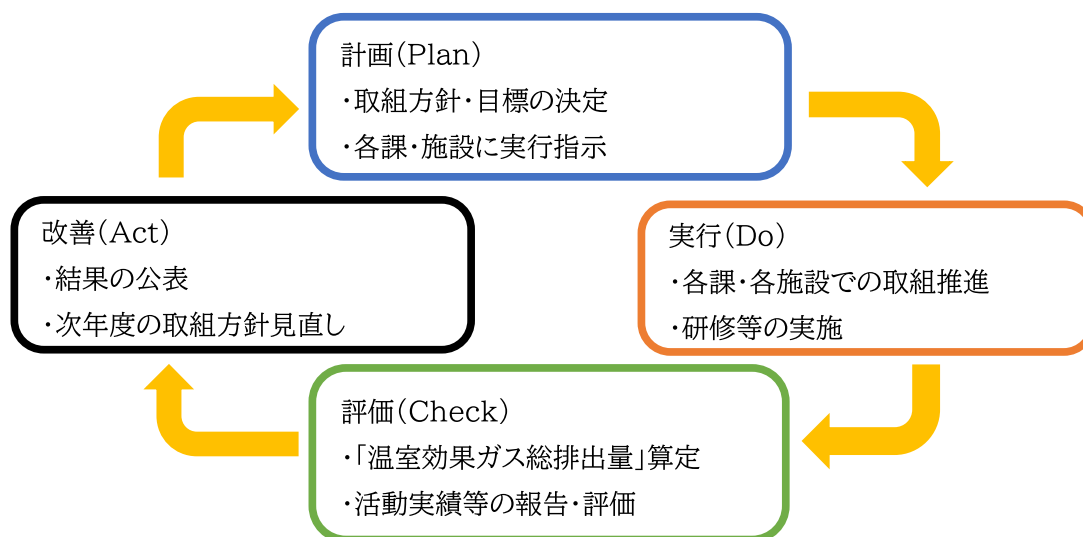 計画(Plan)
・取組方針・目標の決定
・各課・施設に実行指示
改善(Act)
・結果の公表
・次年度の取組方針見直し
実行(Do)
・各課・各施設での取組推進
・研修等の実施
評価(Check)
・「温室効果ガス総排出量」算定
・活動実績等の報告・評価